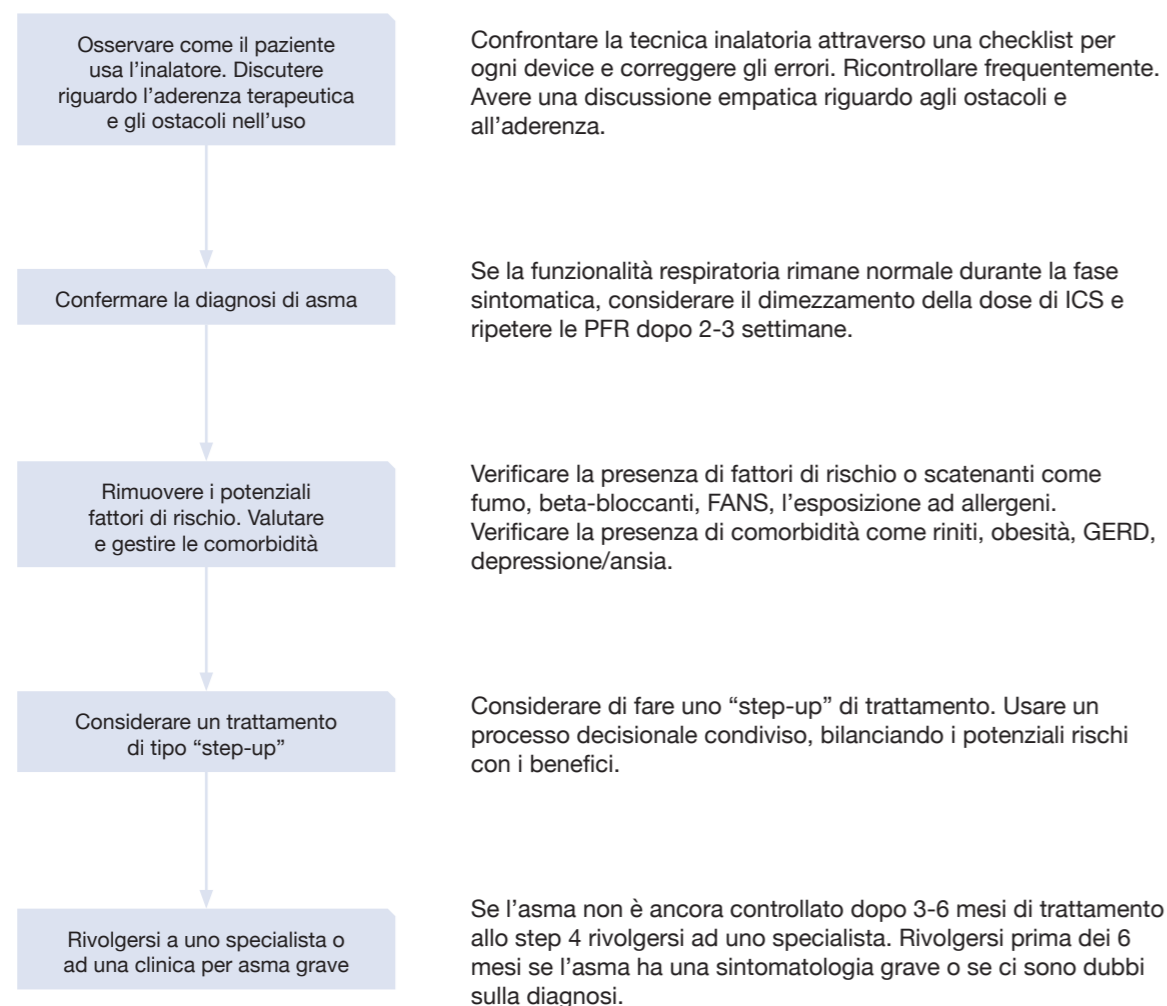 Osservare come il paziente
usa l’inalatore. Discutere
riguardo l’aderenza terapeutica
e gli ostacoli nell’uso
Confrontare la tecnica inalatoria attraverso una checklist per
ogni device e correggere gli errori. Ricontrollare frequentemente.
Avere una discussione empatica riguardo agli ostacoli e
all’aderenza.
Confermare la diagnosi di asma
Se la funzionalità respiratoria rimane normale durante la fase
sintomatica, considerare il dimezzamento della dose di ICS e
ripetere le PFR dopo 2-3 settimane.
Rimuovere i potenziali
fattori di rischio. Valutare
e gestire le comorbidità
Verificare la presenza di fattori di rischio o scatenanti come
fumo, beta-bloccanti, FANS, l’esposizione ad allergeni.
Verificare la presenza di comorbidità come riniti, obesità, GERD,
depressione/ansia.
Considerare un trattamento
di tipo “step-up”
Considerare di fare uno “step-up” di trattamento. Usare un
processo decisionale condiviso, bilanciando i potenziali rischi
con i benefici.
Rivolgersi a uno specialista o
ad una clinica per asma grave
Se l’asma non è ancora controllato dopo 3-6 mesi di trattamento
allo step 4 rivolgersi ad uno specialista. Rivolgersi prima dei 6
mesi se l’asma ha una sintomatologia grave o se ci sono dubbi
sulla diagnosi.